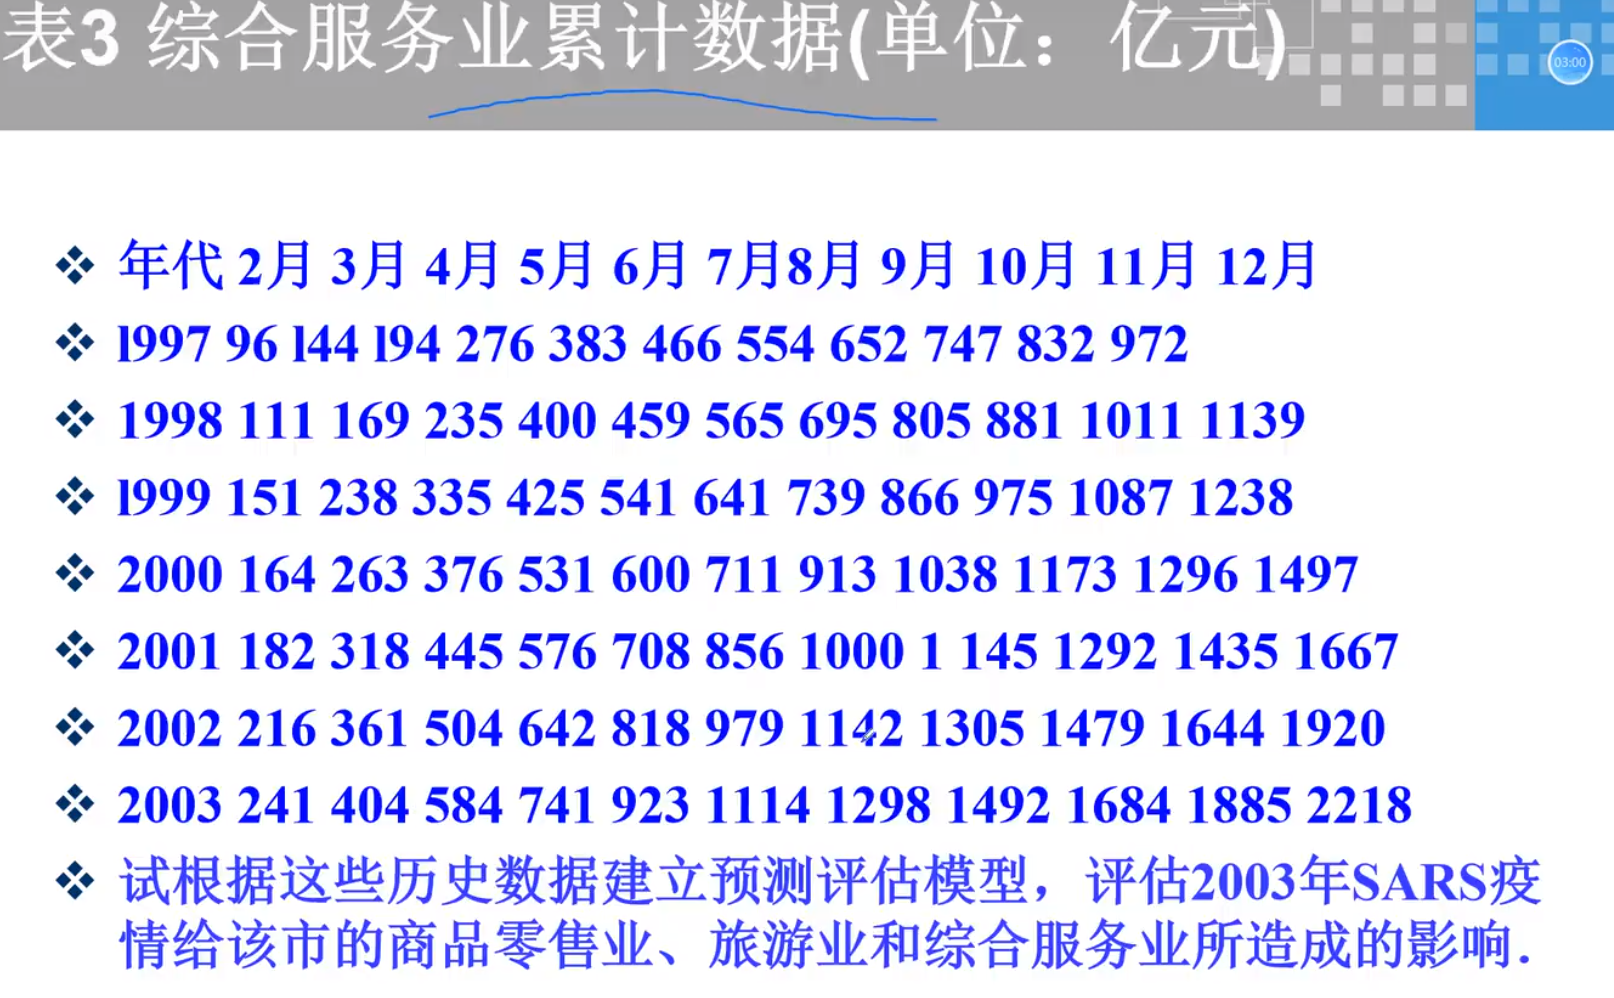 表3 综合服务业累计数据(单位：亿元)
03:00
年代 2月 3月 4月 5月 6月 7月8月 9月 10月 11月 12月
l997 96 l44 l94 276 383 466 554 652 747 832 972
1998 111 169 235 400 459 565 695 805 881 1011 1139
l999 151 238 335 425 541 641 739 866 975 1087 1238
2000 164 263 376 531 600 711 913 1038 1173 1296 1497
2001 182 318 445 576 708 856 1000 1 145 1292 1435 1667
2002 216 361 504 642 818 979 1142 1305 1479 1644 1920
2003 241 404 584 741 923 1114 1298 1492 1684 1885 2218
试根据这些历史数据建立预测评估模型，评估2003年SARS疫
情给该市的商品零售业、旅游业和综合服务业所造成的影响．